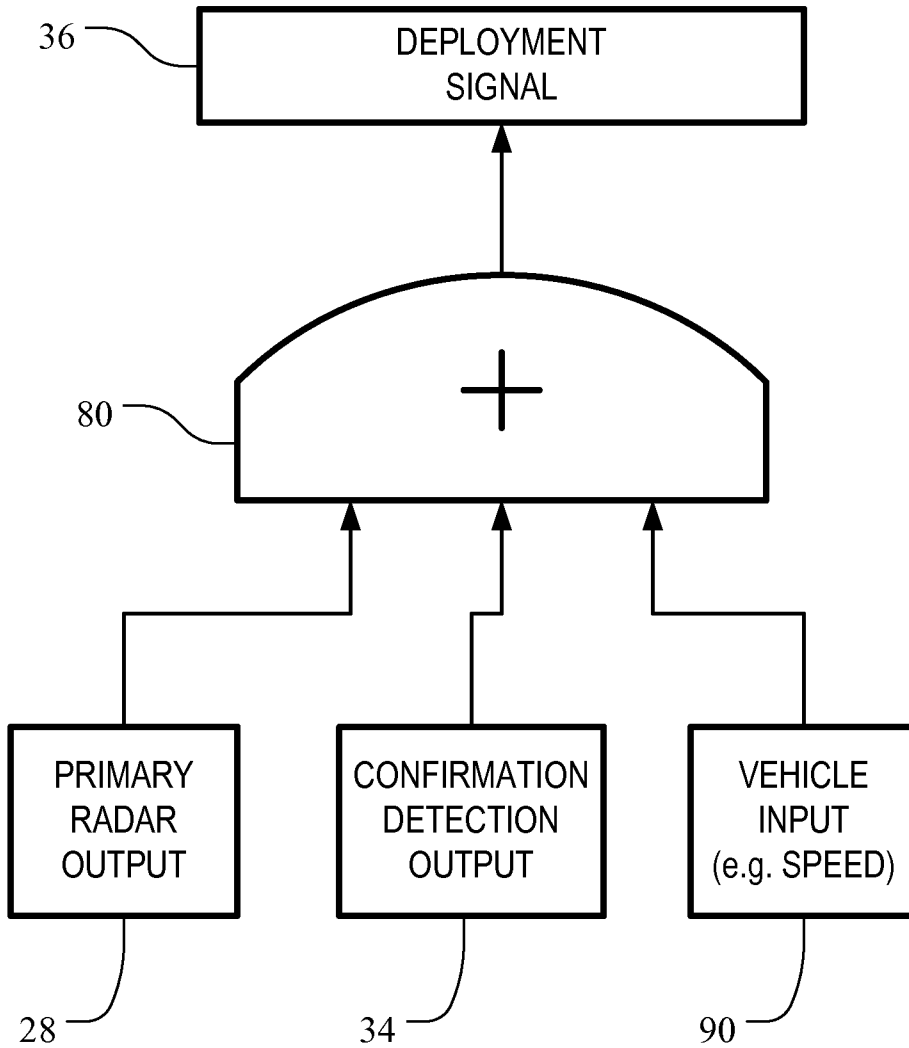 36
DEPLOYMENT
SIGNAL
+
80
PRIMARY
RADAR
OUTPUT
CONFIRMATION
DETECTION
OUTPUT
VEHICLE
INPUT
(e.g. SPEED)
28
34
90